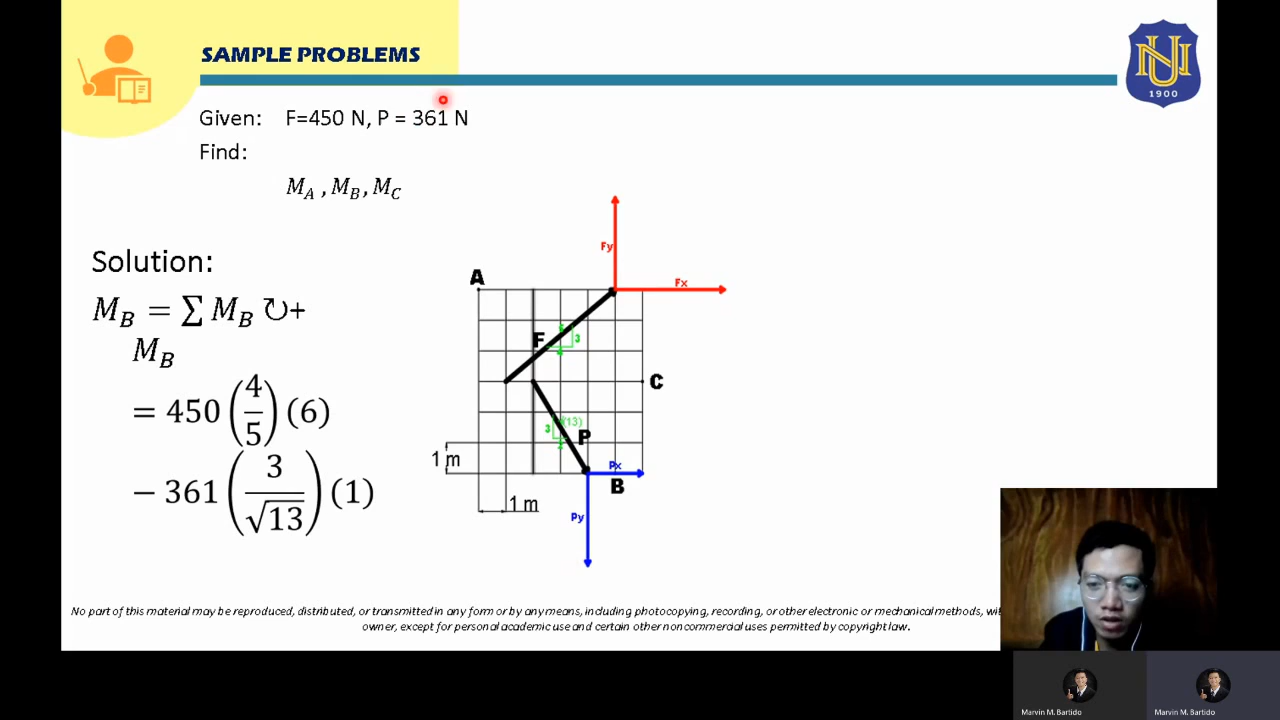 SAMPLE PROBLEMS
NU
1900
Given: F=450 N, P = 361 N
Find:
M_A , M_B, M_C
Solution:
M_B = ∑ M_B ↻+
M_B
= 450 (4/5) (6)
− 361 (3/√13) (1)
A
Fy
Fx
F
3
C
√(13)
3
P
Px
B
Py
1 m
1 m
No part of this material may be reproduced, distributed, or transmitted in any form or by any means, including photocopying, recording, or other electronic or mechanical methods,
owner, except for personal academic use and certain other noncommercial uses permitted by copyright law.
Marvin M. Bartido
Marvin M. Bartido